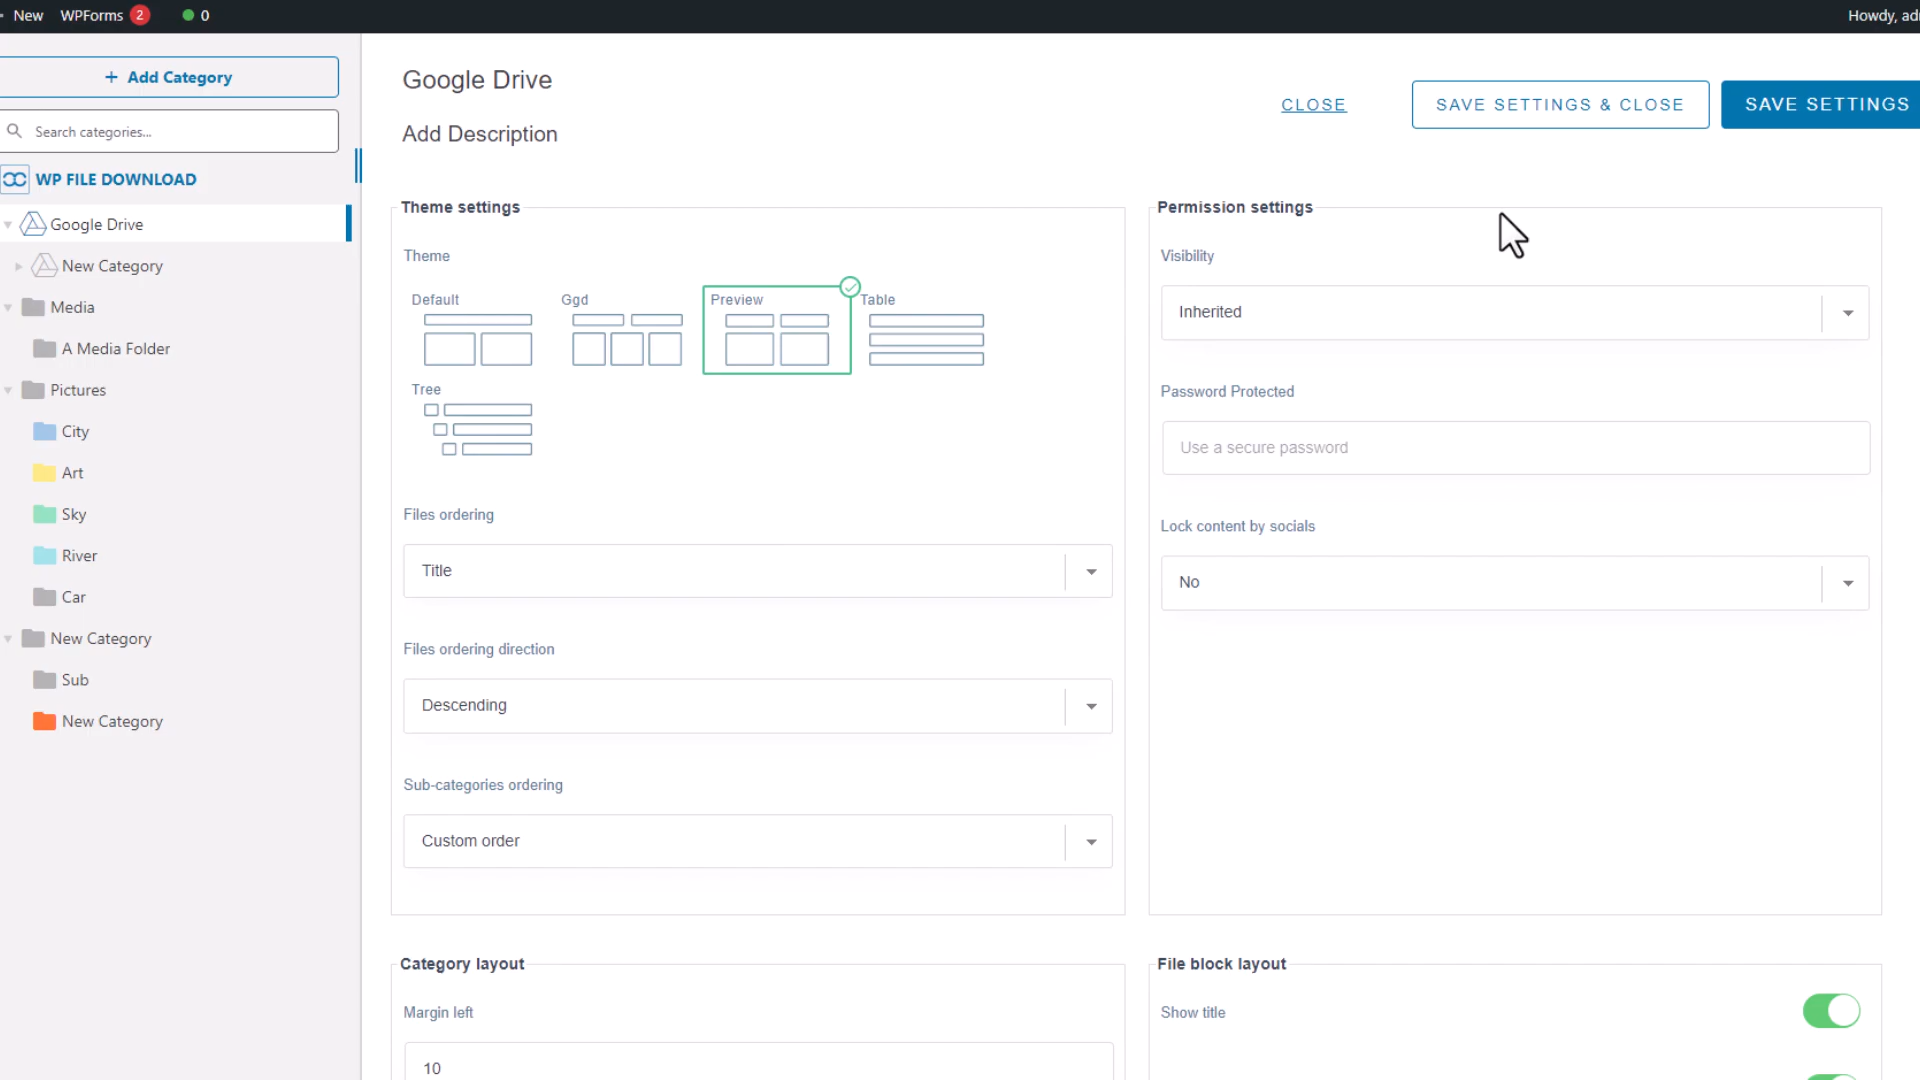 New WPForms 2 0 Howdy, ad
+ Add Category
Search categories...
WP FILE DOWNLOAD
Google Drive
New Category
Media
A Media Folder
Pictures
City
Art
Sky
River
Car
New Category
Sub
New Category
Google Drive
Add Description
CLOSE
SAVE SETTINGS & CLOSE
SAVE SETTINGS
Theme settings
Theme
Default
Ggd
Preview
Table
Tree
Files ordering
Title
Files ordering direction
Descending
Sub-categories ordering
Custom order
Permission settings
Visibility
Inherited
Password Protected
Use a secure password
Lock content by socials
No
Category layout
Margin left
10
File block layout
Show title